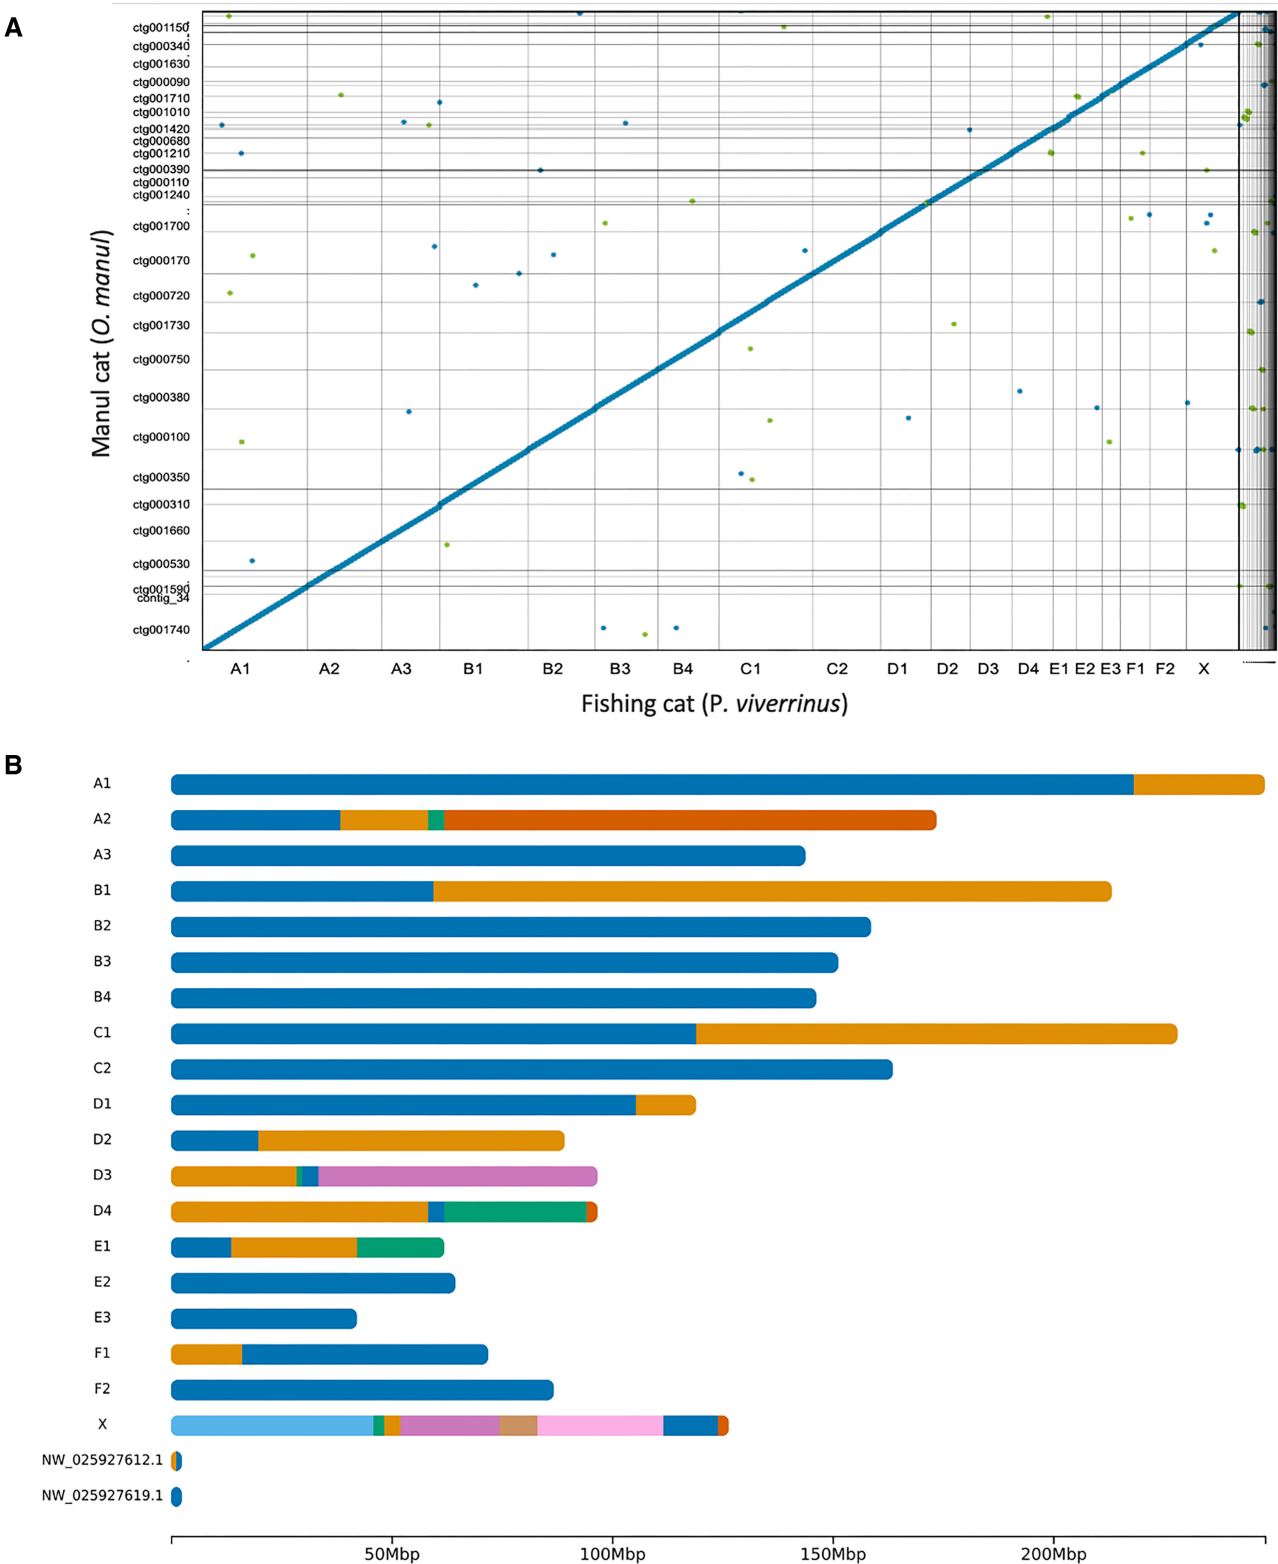 A
ctg001150
ctg000340
ctg001630
ctg000090
ctg001710
ctg001010
ctg001420
ctg000680
ctg001210
ctg000390
ctg000110
ctg001240
ctg001700
ctg000170
ctg000720
ctg001730
ctg000750
ctg000380
ctg000100
ctg000350
ctg000310
ctg001660
ctg000530
ctg001590
contig_34
ctg001740
Manul cat (O. manul)
A1 A2 A3 B1 B2 B3 B4 C1 C2 D1 D2 D3 D4 E1 E2 E3 F1 F2 X
Fishing cat (P. viverrinus)
B
A1
A2
A3
B1
B2
B3
B4
C1
C2
D1
D2
D3
D4
E1
E2
E3
F1
F2
X
NW_025927612.1
NW_025927619.1
50Mbp 100Mbp 150Mbp 200Mbp